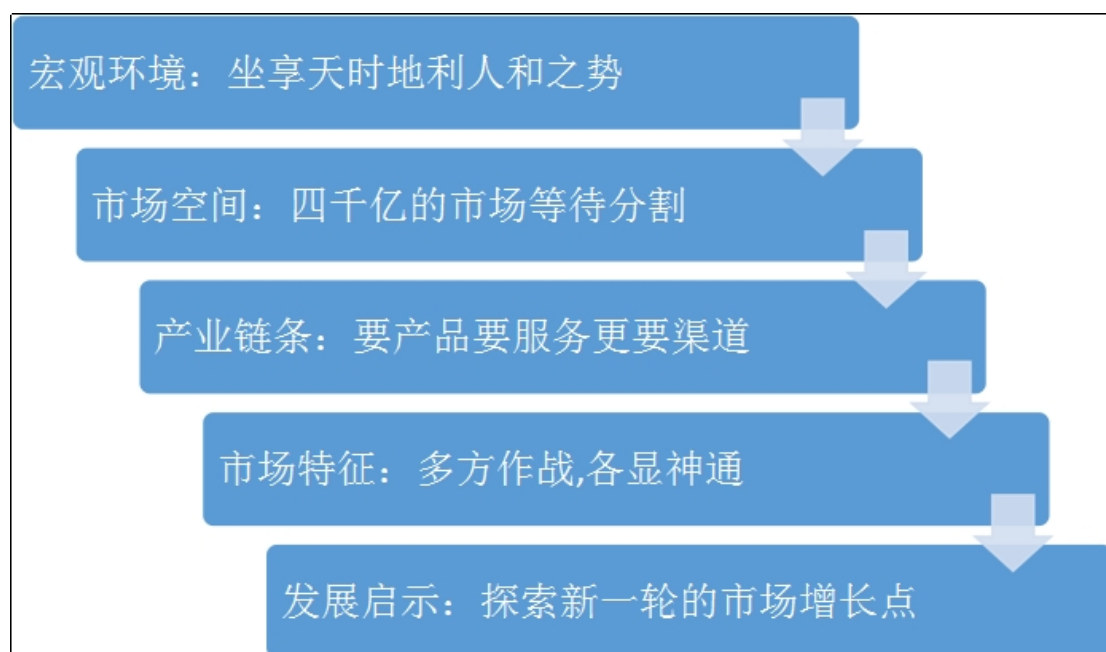 宏观环境：坐享天时地利人和之势
市场空间：四千亿的市场等待分割
产业链条：要产品要服务更要渠道
市场特征：多方作战,各显神通
发展启示：探索新一轮的市场增长点